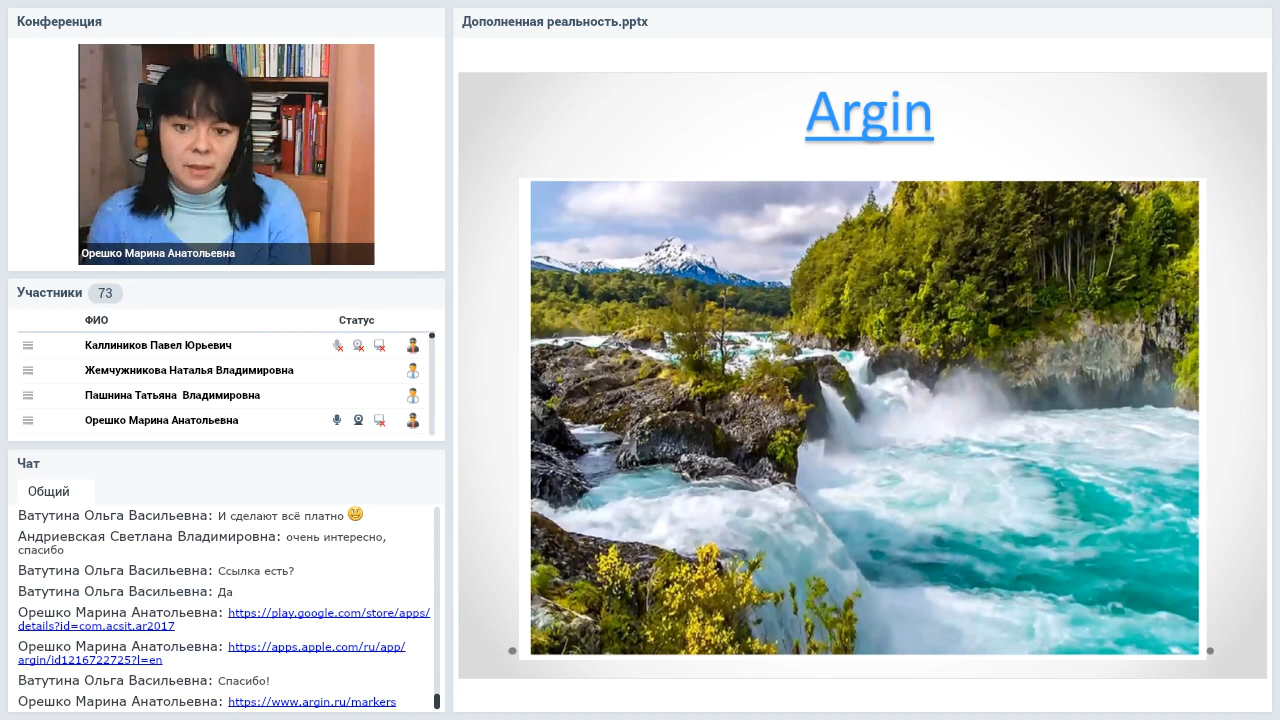 Конференция
Орешко Марина Анатольевна
Участники 73
ФИО Статус
Каллиников Павел Юрьевич
Жемчужникова Наталья Владимировна
Пашнина Татьяна Владимировна
Орешко Марина Анатольевна
Чат
Общий
Ватутина Ольга Васильевна: И сделают всё платно
Андриевская Светлана Владимировна: очень интересно,
спасибо
Ватутина Ольга Васильевна: Ссылка есть?
Ватутина Ольга Васильевна: Да
Орешко Марина Анатольевна: https://play.google.com/store/apps/
details?id=com.acsit.ar2017
Орешко Марина Анатольевна: https://apps.apple.com/ru/app/
argin/id1216722725?l=en
Ватутина Ольга Васильевна: Спасибо!
Орешко Марина Анатольевна: https://www.argin.ru/markers
Дополненная реальность.pptx
Argin